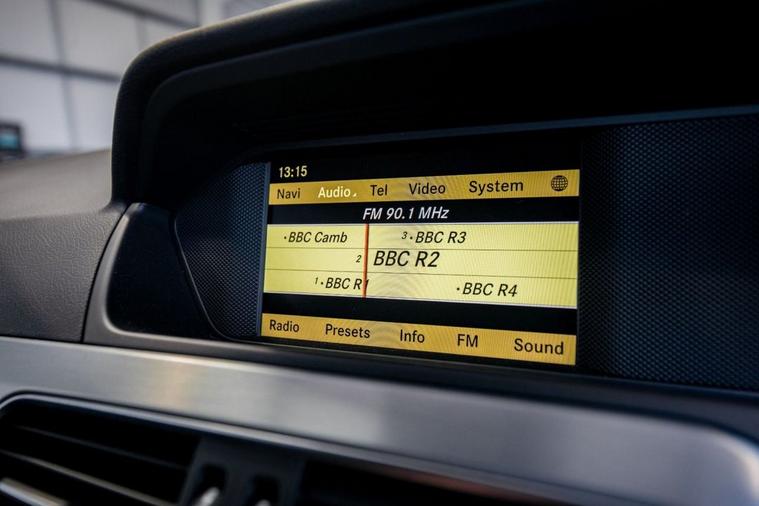 13:15
Navi Audio Tel Video System
FM 90.1 MHz
·BBC Camb 3·BBC R3
2 BBC R2
1·BBC R1 ·BBC R4
Radio Presets Info FM Sound